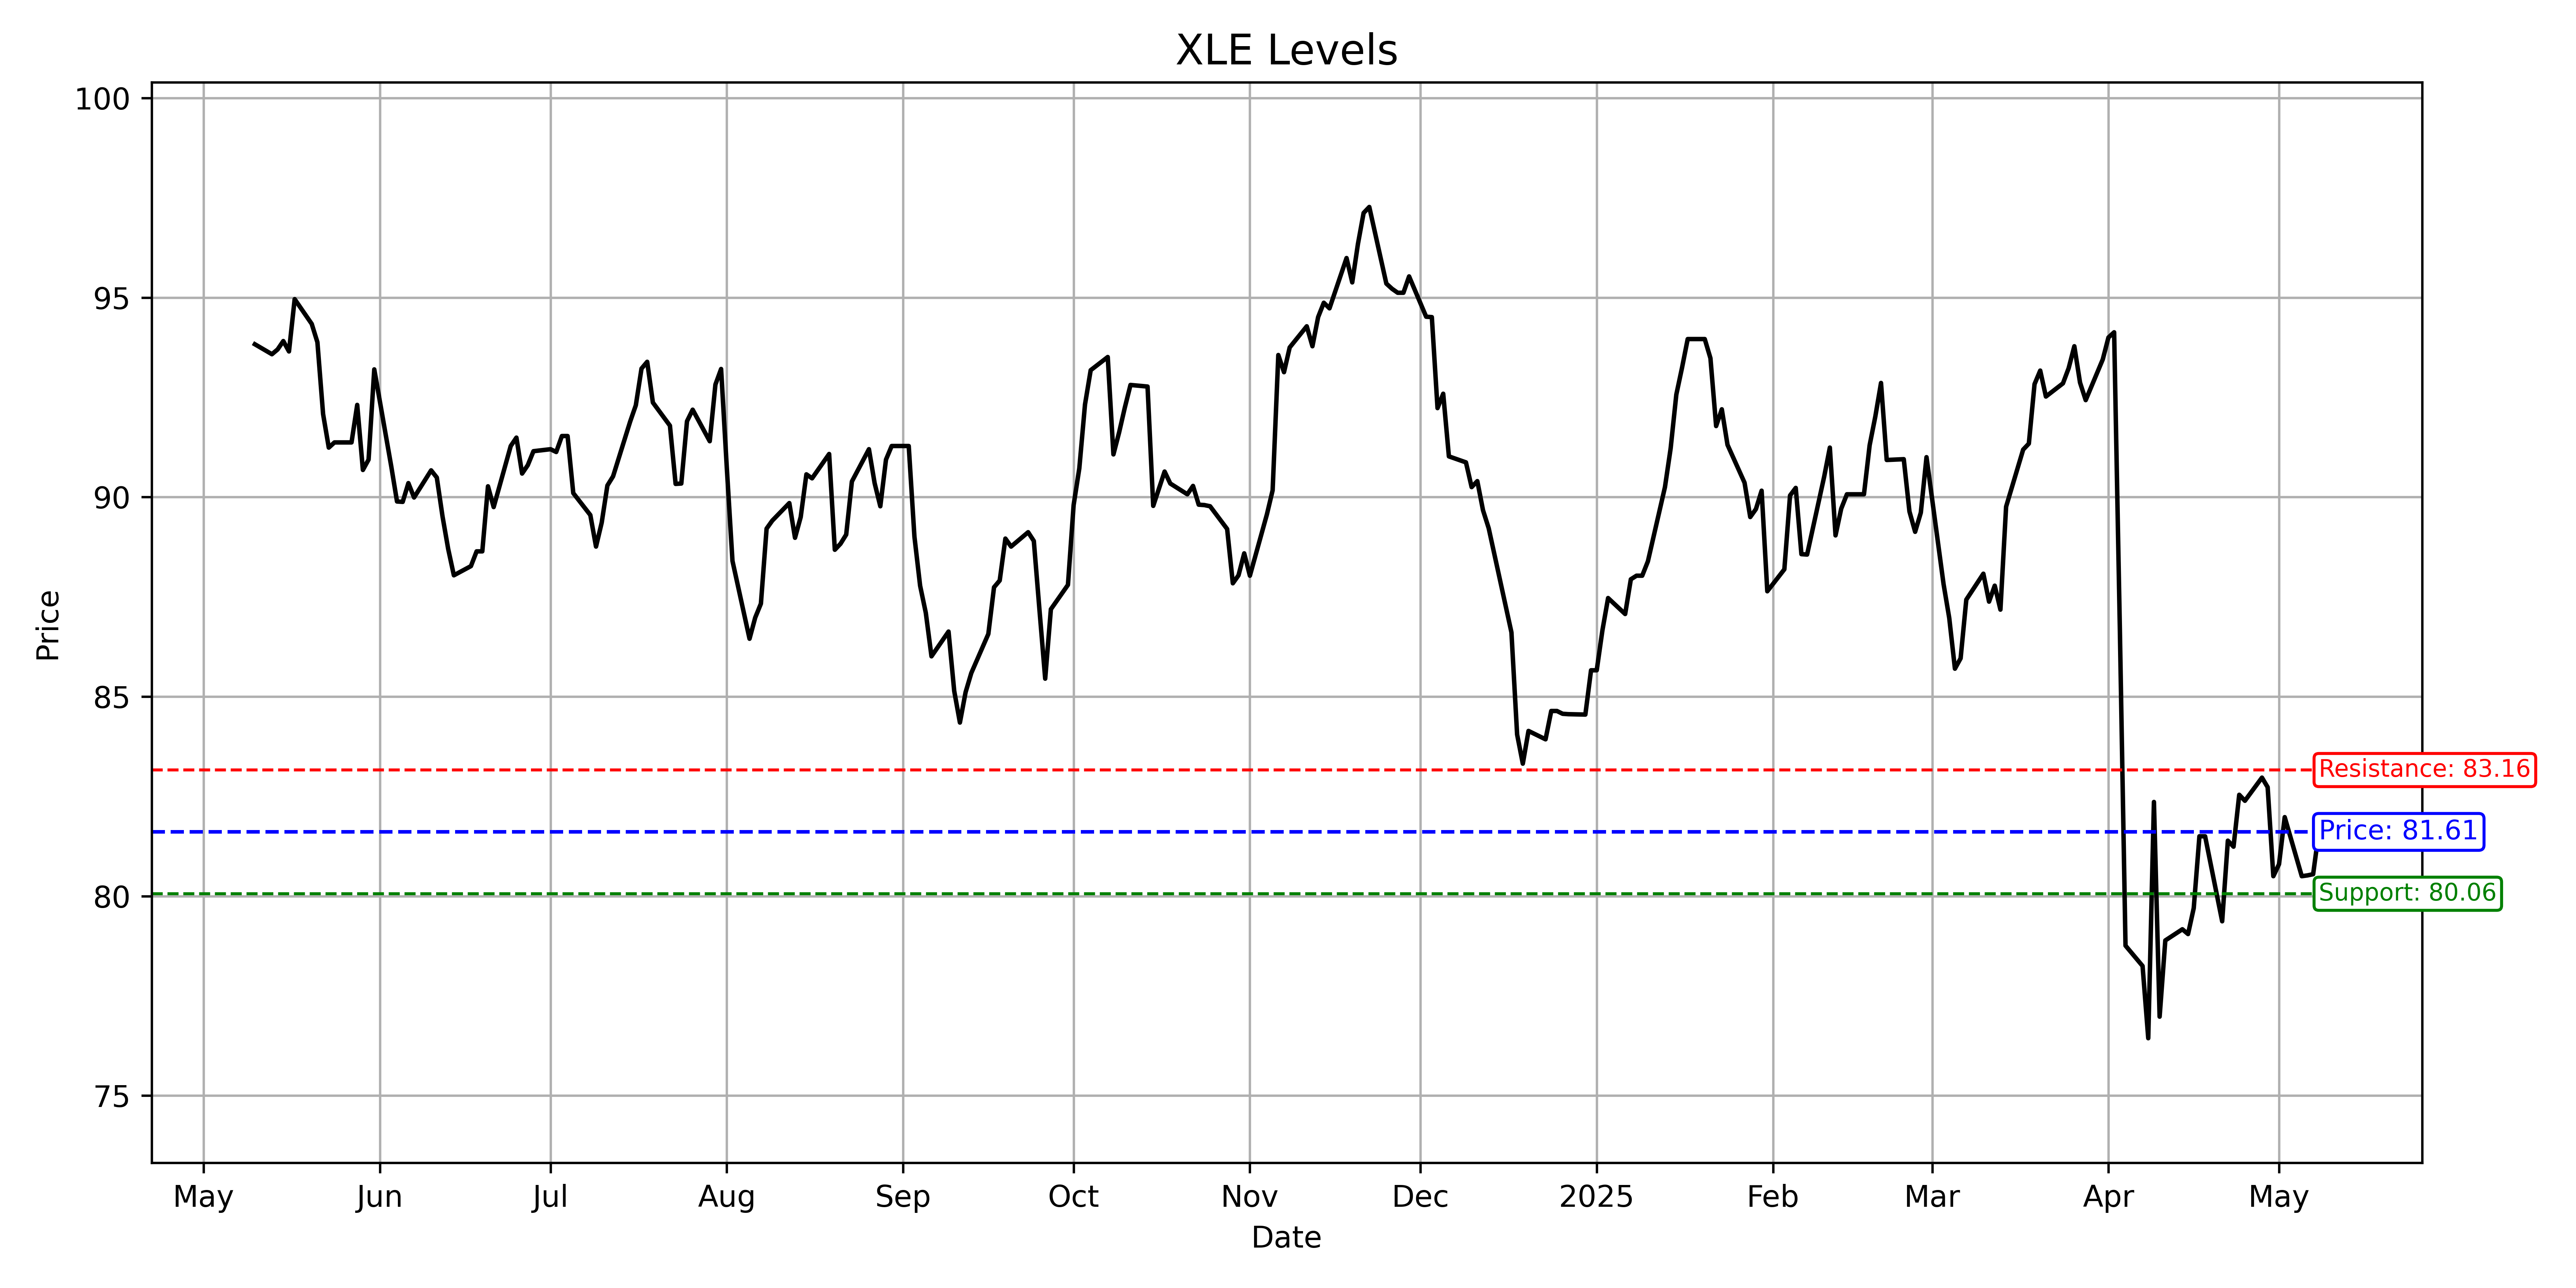 XLE Levels
100
95
90
85
80
75
Price
Resistance: 83.16
Price: 81.61
Support: 80.06
May Jun Jul Aug Sep Oct Nov Dec 2025 Feb Mar Apr May
Date